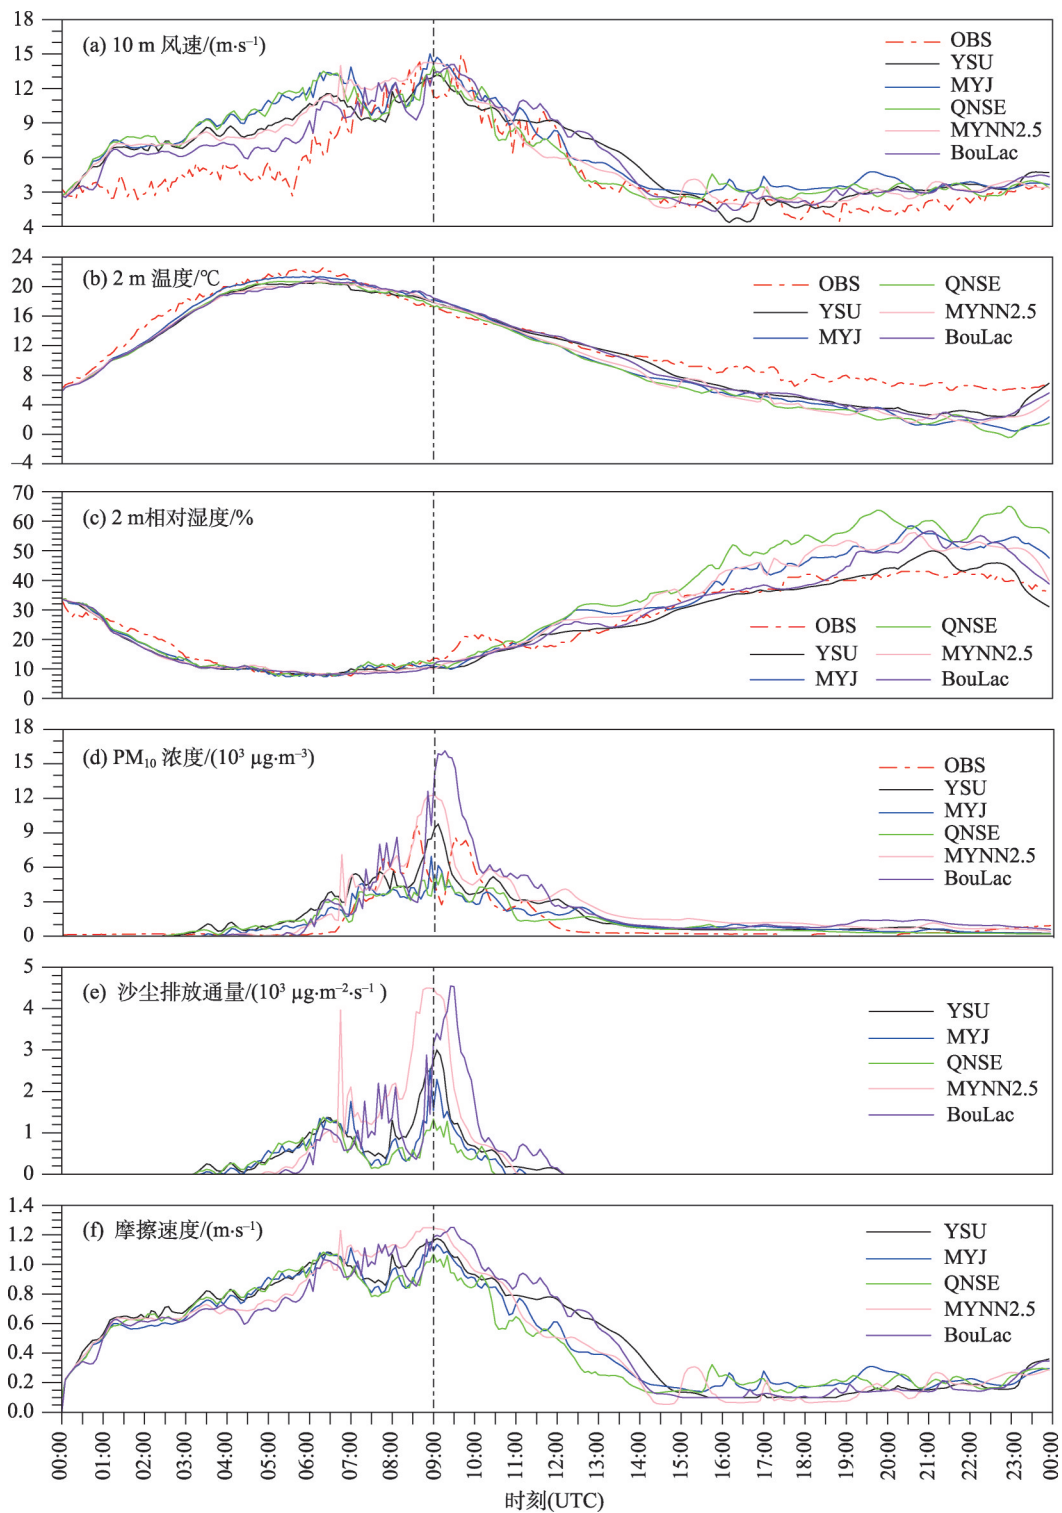 (a) 10 m 风速/(m·s⁻¹)
18
15
12
9
6
3
4
OBS
YSU
MYJ
QNSE
MYNN2.5
BouLac
(b) 2 m 温度/℃
24
20
16
12
8
4
0
−4
OBS
YSU
MYJ
QNSE
MYNN2.5
BouLac
(c) 2 m相对湿度/%
70
60
50
40
30
20
10
0
OBS
YSU
MYJ
QNSE
MYNN2.5
BouLac
(d) PM₁₀ 浓度/(10³ μg·m⁻³)
18
15
12
9
6
3
0
OBS
YSU
MYJ
QNSE
MYNN2.5
BouLac
(e) 沙尘排放通量/(10³ μg·m⁻²·s⁻¹ )
5
4
3
2
1
0
YSU
MYJ
QNSE
MYNN2.5
BouLac
(f) 摩擦速度/(m·s⁻¹)
1.4
1.2
1.0
0.8
0.6
0.4
0.2
0.0
YSU
MYJ
QNSE
MYNN2.5
BouLac
00:00
01:00
02:00
03:00
04:00
05:00
06:00
07:00
08:00
09:00
10:00
11:00
12:00
13:00
14:00
15:00
16:00
17:00
18:00
19:00
20:00
21:00
22:00
23:00
00:00
时刻(UTC)